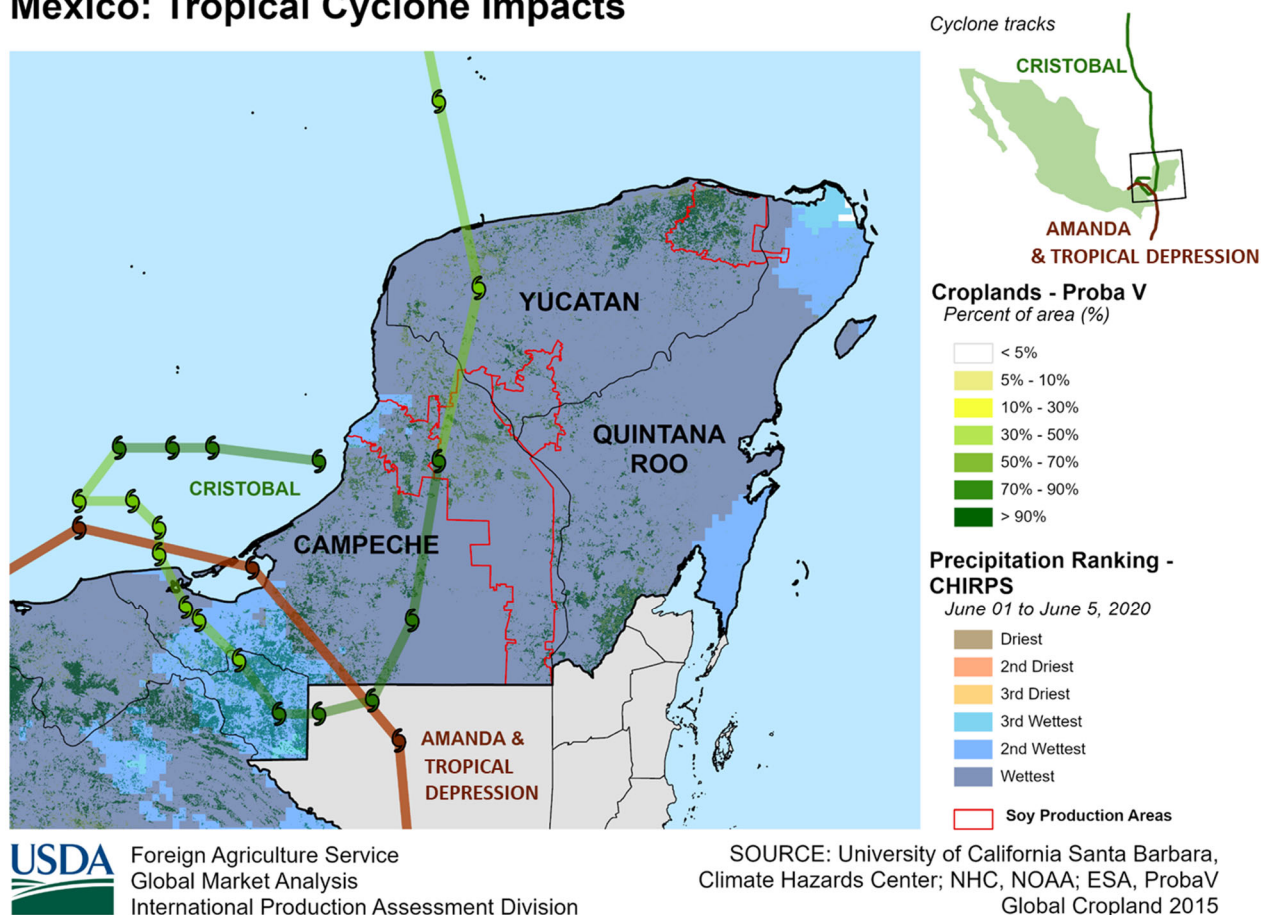 Mexico: Tropical Cyclone Impacts
Cyclone tracks
CRISTOBAL
AMANDA
& TROPICAL DEPRESSION
YUCATAN
QUINTANA
ROO
CRISTOBAL
CAMPECHE
AMANDA &
TROPICAL
DEPRESSION
Croplands - Proba V
Percent of area (%)
< 5%
5% - 10%
10% - 30%
30% - 50%
50% - 70%
70% - 90%
> 90%
Precipitation Ranking -
CHIRPS
June 01 to June 5, 2020
Driest
2nd Driest
3rd Driest
3rd Wettest
2nd Wettest
Wettest
Soy Production Areas
USDA
Foreign Agriculture Service
Global Market Analysis
International Production Assessment Division
SOURCE: University of California Santa Barbara,
Climate Hazards Center; NHC, NOAA; ESA, ProbaV
Global Cropland 2015